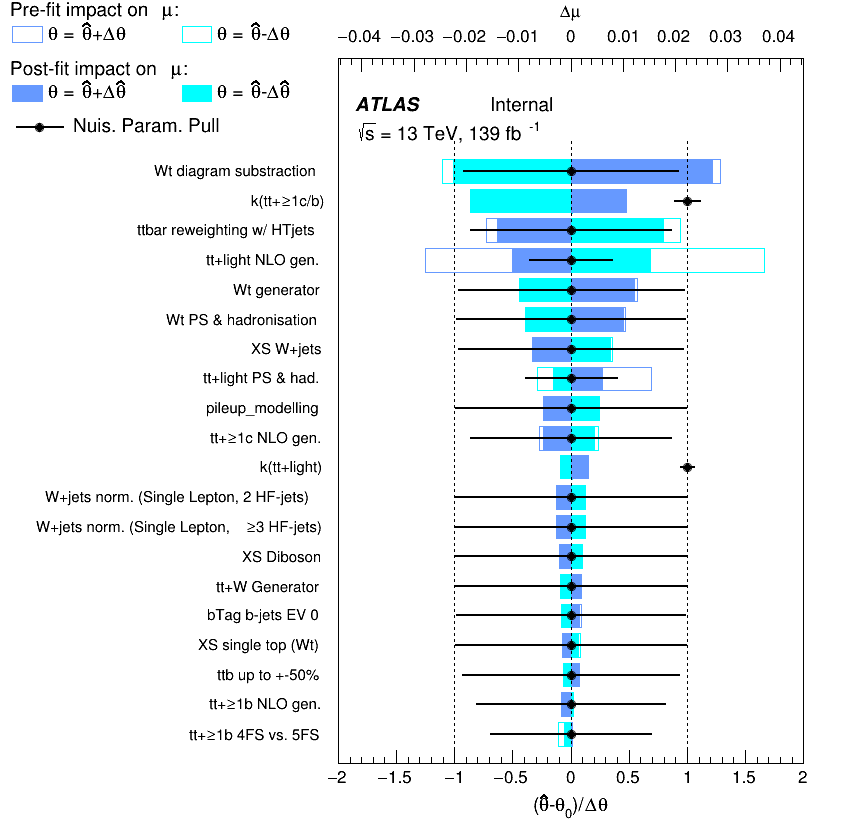 Pre-fit impact on μ:
θ = θ̂+Δθ θ = θ̂-Δθ
Post-fit impact on μ:
θ = θ̂+Δθ̂ θ = θ̂-Δθ̂
Nuis. Param. Pull
Δμ
−0.04 −0.03 −0.02 −0.01 0 0.01 0.02 0.03 0.04
ATLAS Internal
√s = 13 TeV, 139 fb -1
Wt diagram substraction
k(tt+≥1c/b)
ttbar reweighting w/ HTjets
tt+light NLO gen.
Wt generator
Wt PS & hadronisation
XS W+jets
tt+light PS & had.
pileup_modelling
tt+≥1c NLO gen.
k(tt+light)
W+jets norm. (Single Lepton, 2 HF-jets)
W+jets norm. (Single Lepton, ≥3 HF-jets)
XS Diboson
tt+W Generator
bTag b-jets EV 0
XS single top (Wt)
ttb up to +-50%
tt+≥1b NLO gen.
tt+≥1b 4FS vs. 5FS
−2 −1.5 −1 −0.5 0 0.5 1 1.5 2
(θ̂-θ₀)/Δθ